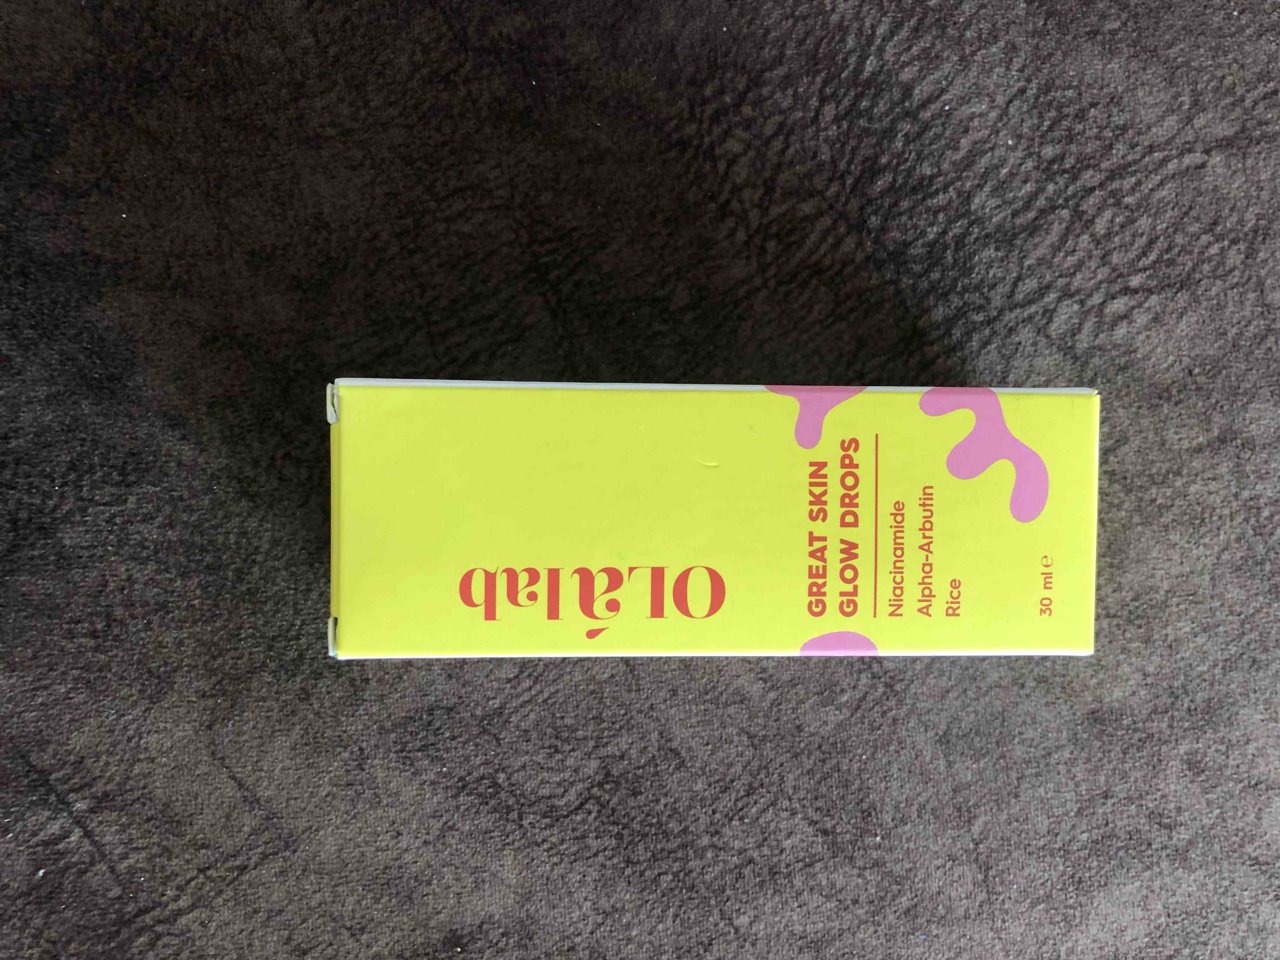 OLálab
GREAT SKIN
GLOW DROPS
Niacinamide
Alpha-Arbutin
Rice
30 ml ℮